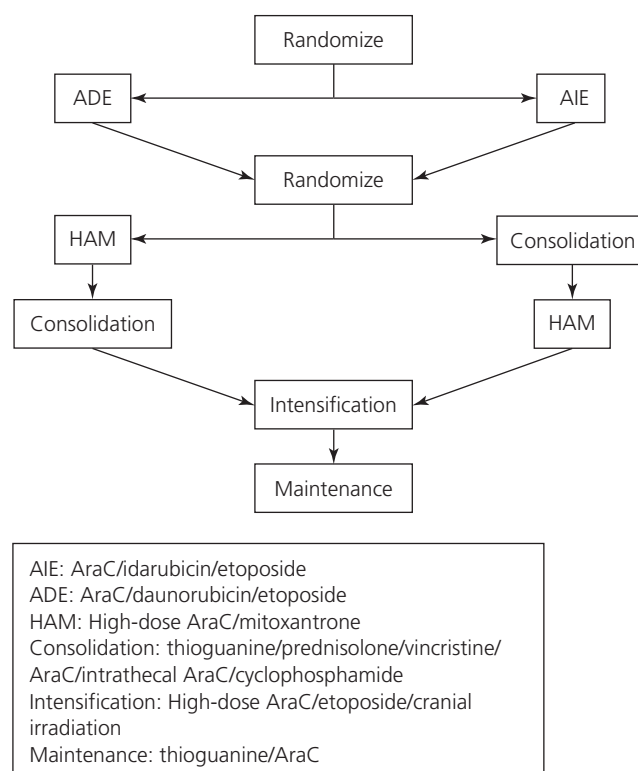 Randomize
ADE
AIE
Randomize
HAM
Consolidation
Consolidation
HAM
Intensification
Maintenance
AIE: AraC/idarubicin/etoposide
ADE: AraC/daunorubicin/etoposide
HAM: High-dose AraC/mitoxantrone
Consolidation: thioguanine/prednisolone/vincristine/
AraC/intrathecal AraC/cyclophosphamide
Intensification: High-dose AraC/etoposide/cranial
irradiation
Maintenance: thioguanine/AraC